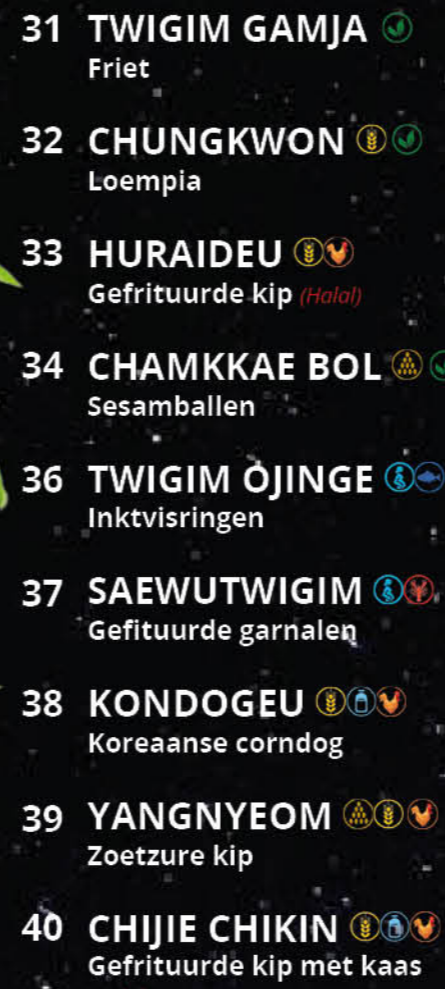 31 TWIGIM GAMJA
Friet
32 CHUNGKWON
Loempia
33 HURAIDEU
Gefrituurde kip (Halal)
34 CHAMKKAE BOL
Sesamballen
36 TWIGIM OJINGE
Inktvisringen
37 SAEWUTWIGIM
Gefituurde garnalen
38 KONDOGEU
Koreaanse corndog
39 YANGNYEOM
Zoetzure kip
40 CHIJIE CHIKIN
Gefrituurde kip met kaas